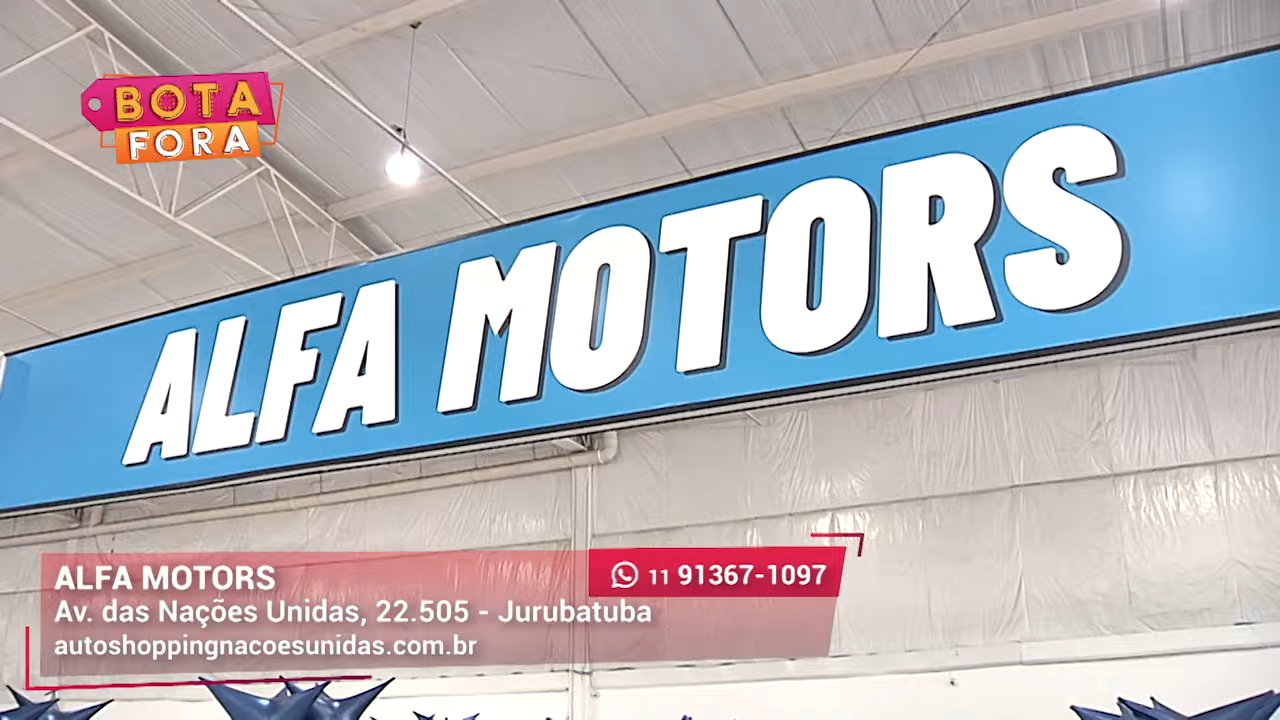 BOTA
FORA
ALFA MOTORS
ALFA MOTORS
11 91367-1097
Av. das Nações Unidas, 22.505 - Jurubatuba
autoshoppingnacoesunidas.com.br